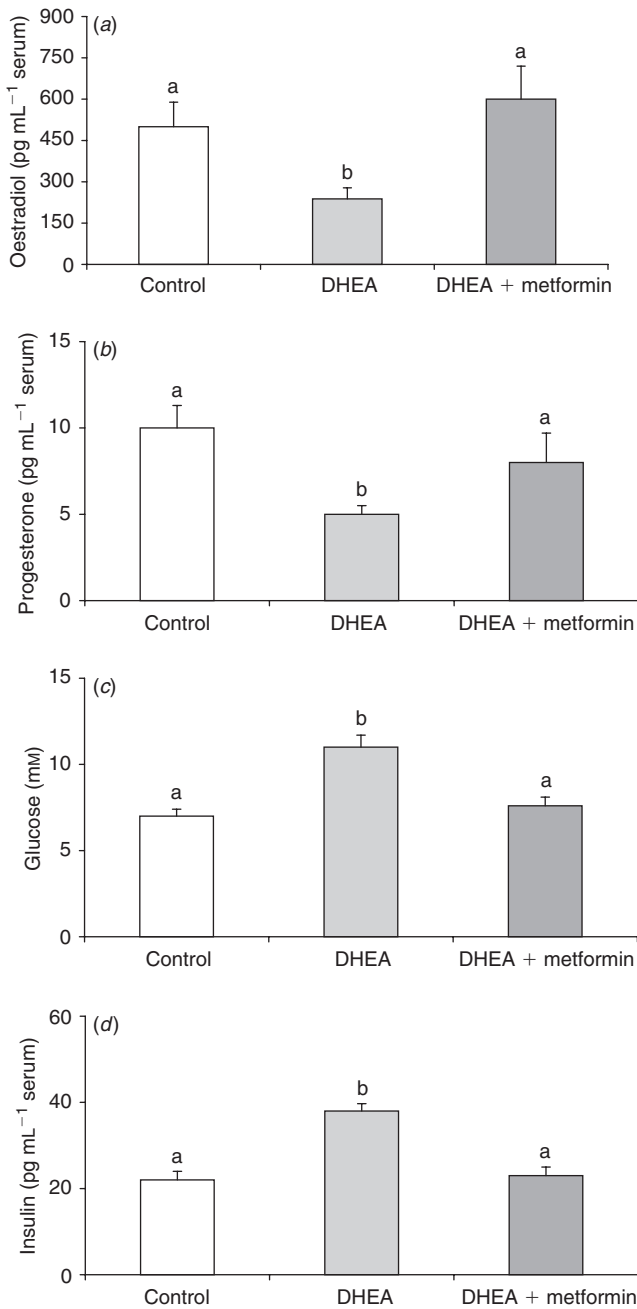 (a)
Oestradiol (pg mL−1 serum)
900
750
600
450
300
150
0
a
b
a
Control
DHEA
DHEA + metformin
(b)
Progesterone (pg mL−1 serum)
15
10
5
0
a
b
a
Control
DHEA
DHEA + metformin
(c)
Glucose (mM)
15
10
5
0
a
b
a
Control
DHEA
DHEA + metformin
(d)
Insulin (pg mL−1 serum)
60
40
20
0
a
b
a
Control
DHEA
DHEA + metformin